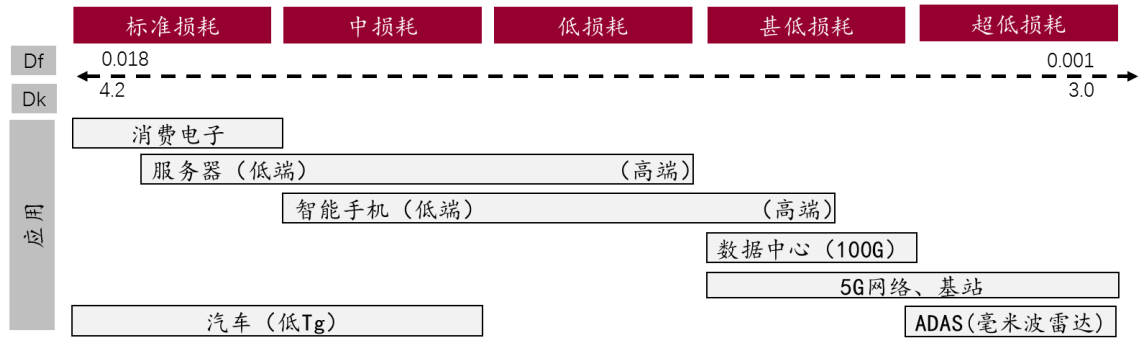 标准损耗 中损耗 低损耗 甚低损耗 超低损耗
Df 0.018 0.001
Dk 4.2 3.0
应用
消费电子
服务器（低端） （高端）
智能手机（低端） （高端）
数据中心（100G）
5G网络、基站
汽车（低Tg） ADAS(毫米波雷达)